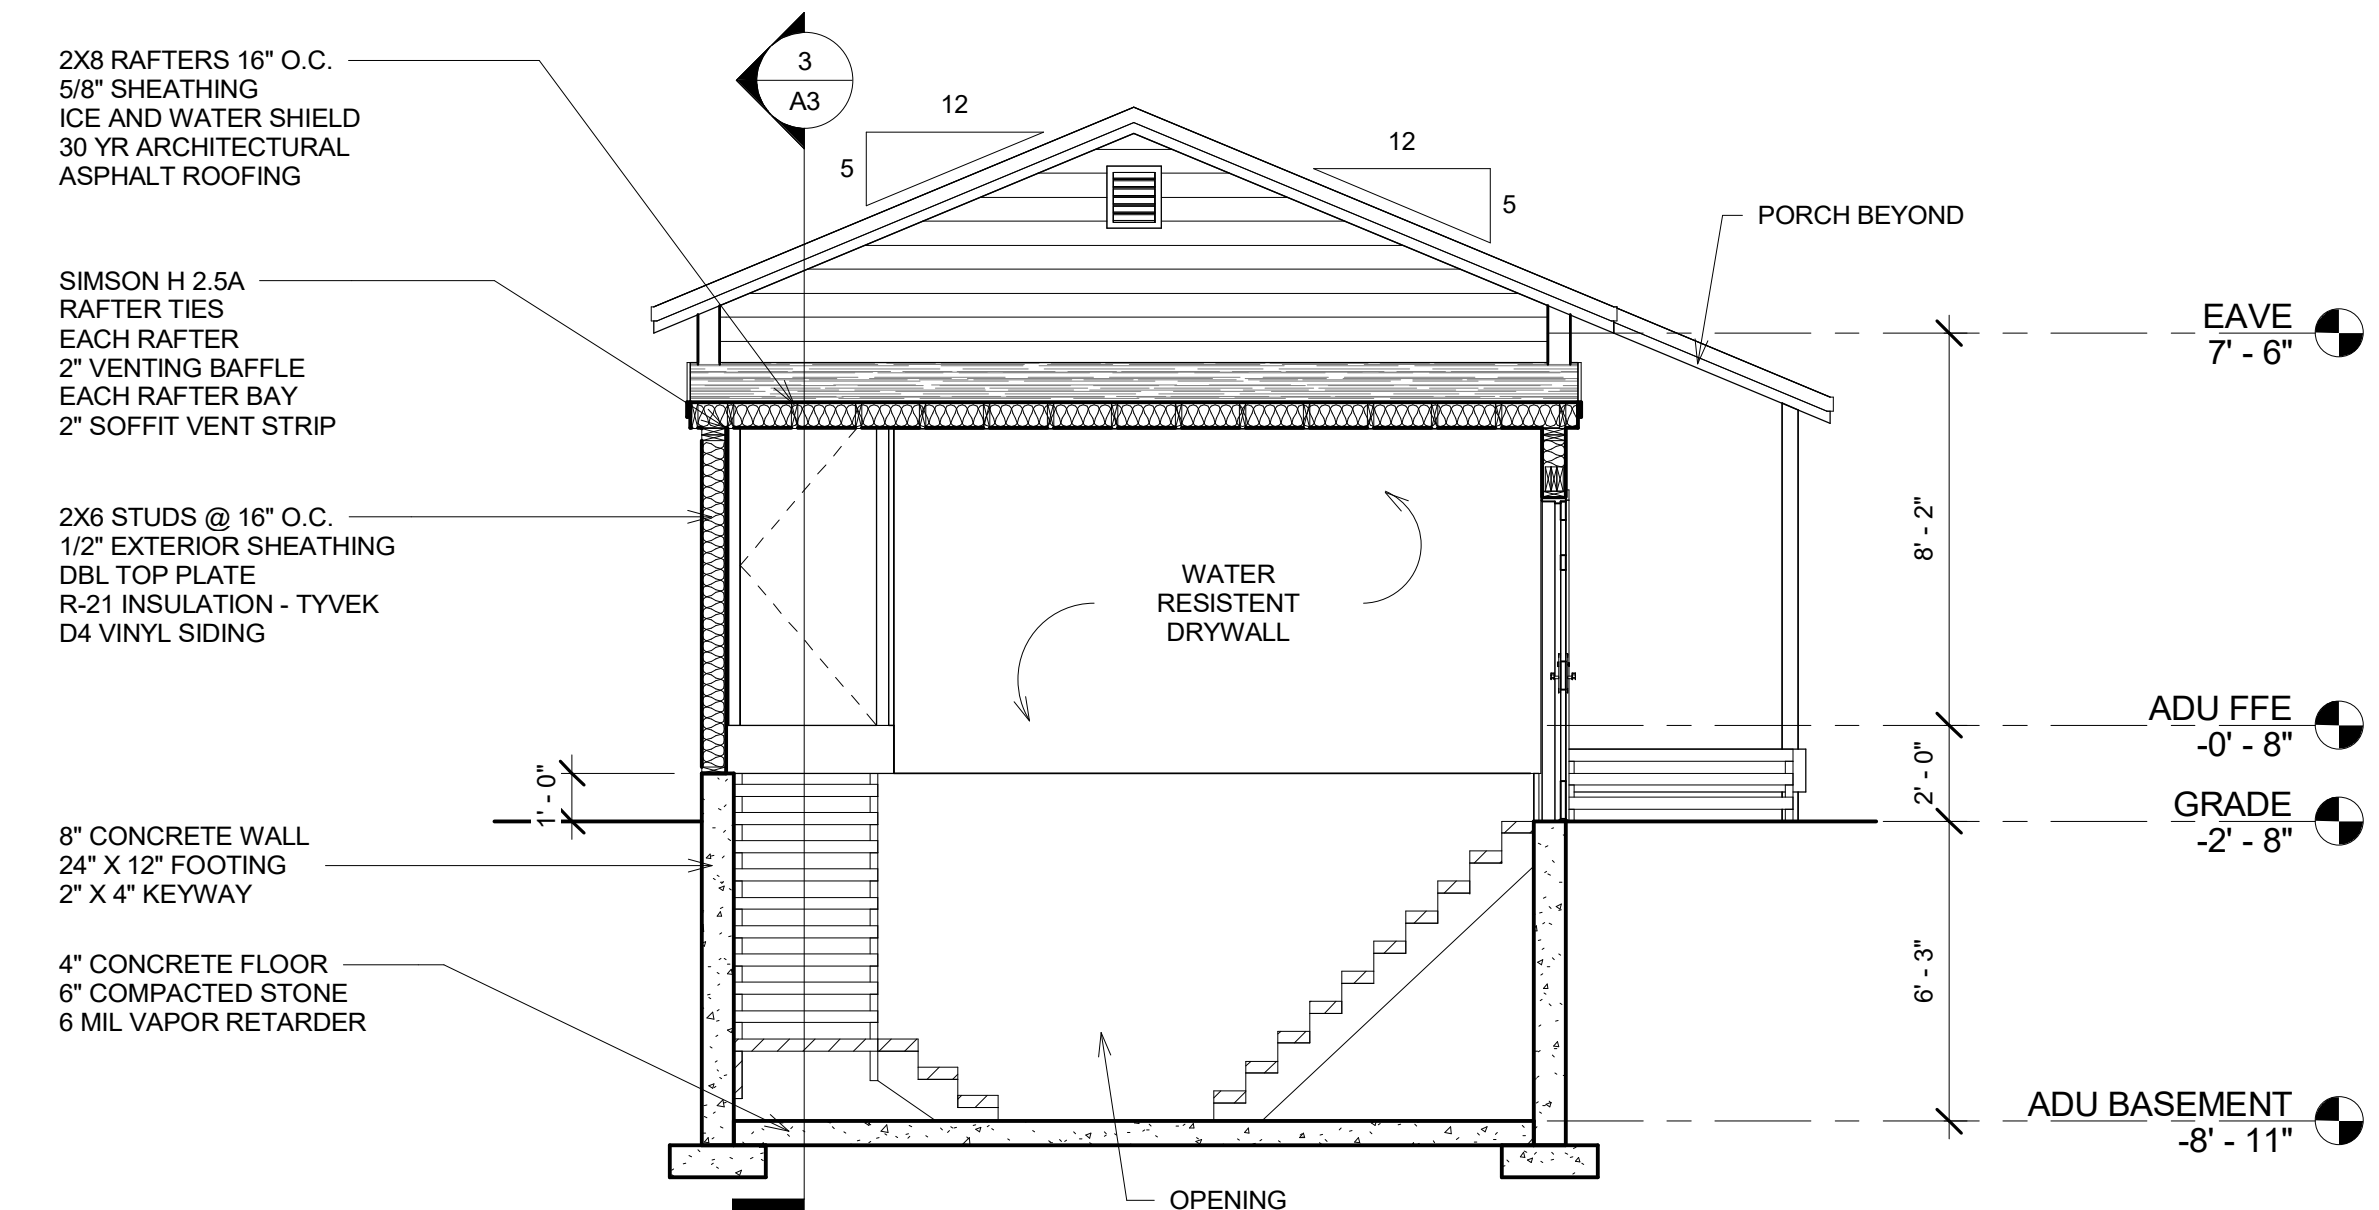 2X8 RAFTERS 16" O.C.
5/8" SHEATHING
ICE AND WATER SHIELD
30 YR ARCHITECTURAL
ASPHALT ROOFING
SIMSON H 2.5A
RAFTER TIES
EACH RAFTER
2" VENTING BAFFLE
EACH RAFTER BAY
2" SOFFIT VENT STRIP
2X6 STUDS @ 16" O.C.
1/2" EXTERIOR SHEATHING
DBL TOP PLATE
R-21 INSULATION - TYVEK
D4 VINYL SIDING
8" CONCRETE WALL
24" X 12" FOOTING
2" X 4" KEYWAY
4" CONCRETE FLOOR
6" COMPACTED STONE
6 MIL VAPOR RETARDER
3
A3
12
5
12
5
PORCH BEYOND
WATER
RESISTENT
DRYWALL
1' - 0"
OPENING
8' - 2"
2' - 0"
6' - 3"
EAVE
7' - 6"
ADU FFE
-0' - 8"
GRADE
-2' - 8"
ADU BASEMENT
-8' - 11"